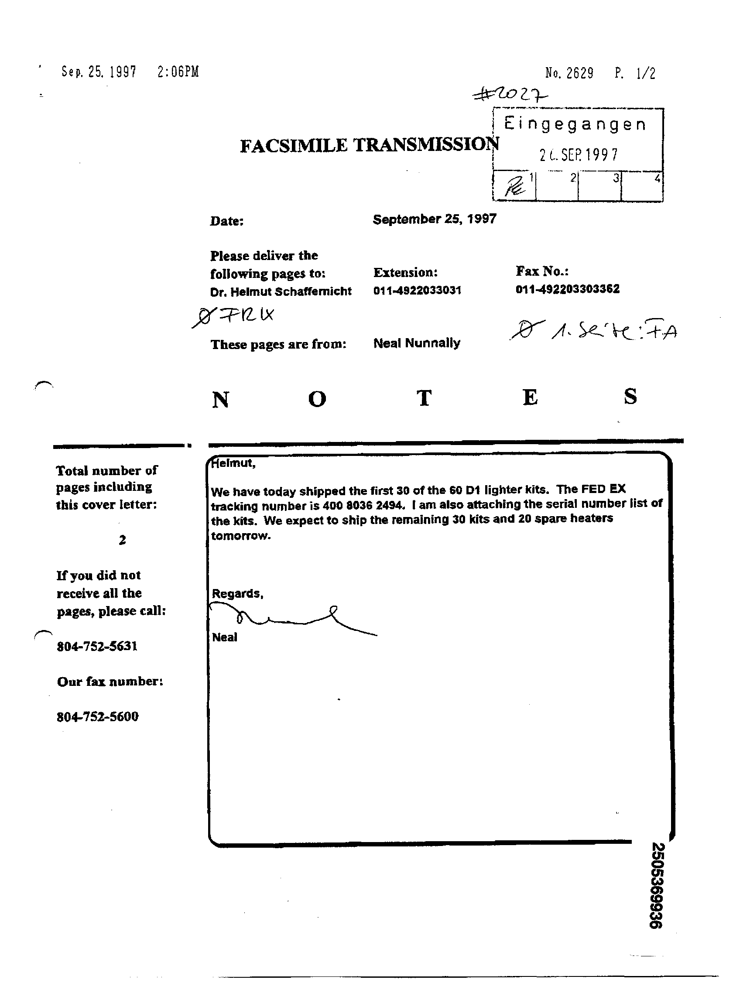 Sep. 25. 1997 2:06PM No. 2629 P. 1/2
#2027
Eingegangen
FACSIMILE TRANSMISSION
SEP. 1997
1 2 3 4
Date: September 25, 1997
Please deliver the
following pages to: Extension: Fax No.:
Dr. Helmut Schaffernicht 011-4922033031 011-492203303362
1. Seite: FA
These pages are from: Neal Nunnally
N O T E S
Total number of
pages including
this cover letter:
2
If you did not
receive all the
pages, please call:
804-752-5631
Our fax number:
804-752-5600
Helmut,
We have today shipped the first 30 of the 60 D1 lighter kits. The FED EX
tracking number is 400 8036 2494. I am also attaching the serial number list of
the kits. We expect to ship the remaining 30 kits and 20 spare heaters
tomorrow.
Regards,
Neal
2505369936